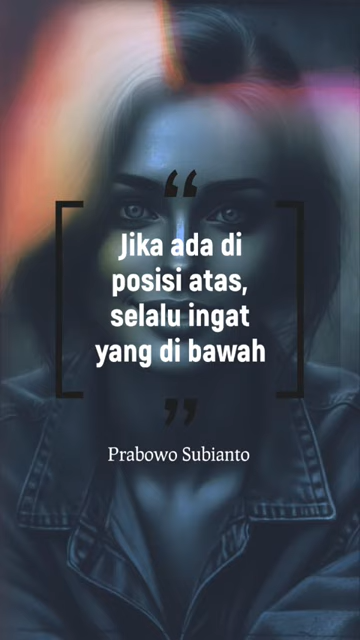 “
Jika ada di
posisi atas,
selalu ingat
yang di bawah
”
Prabowo Subianto